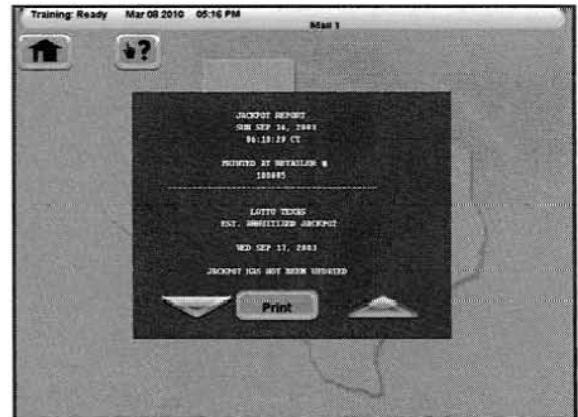 Training: Ready Mar 08 2010 05:16 PM
Mail 1
?
JACKPOT REPORT
SUN SEP 2003
06:18:29 CT
PRINTED AT RETAILER #
LOTTO TEXAS
EST. ANNUITIZED JACKPOT
WED SEP 17, 2003
JACKPOT HAS NOT BEEN UPDATED
Print